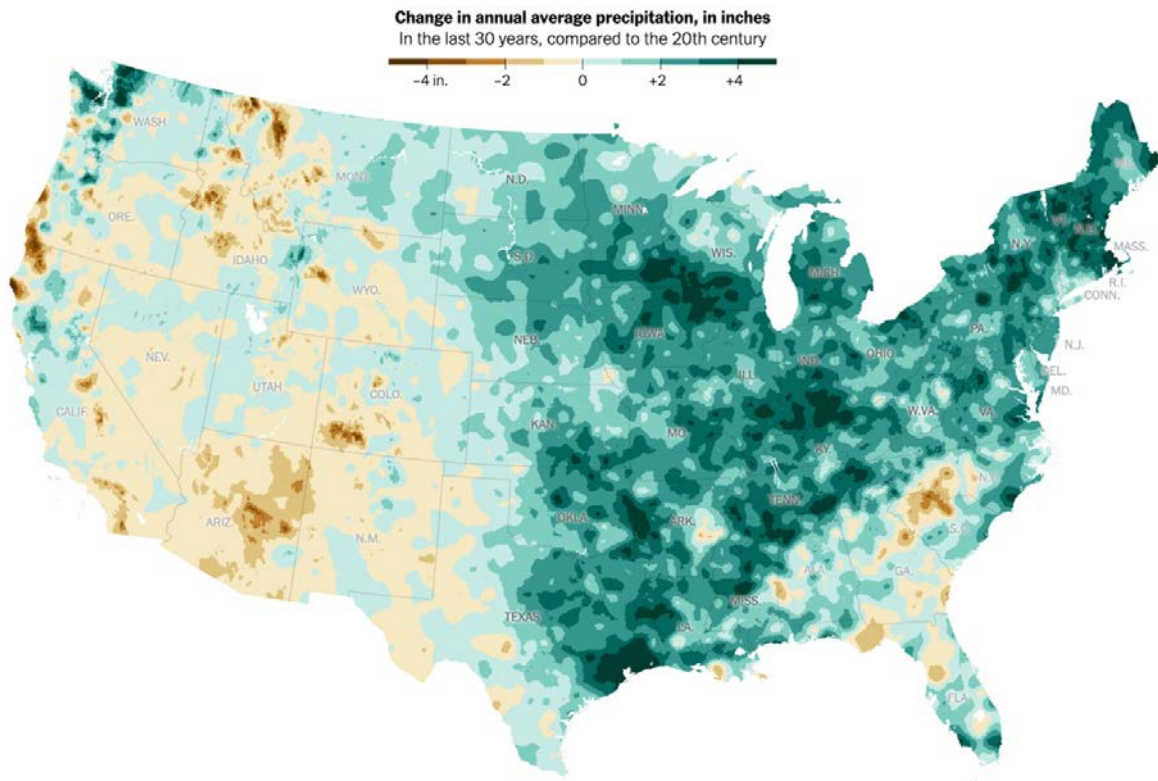 Change in annual average precipitation, in inches
In the last 30 years, compared to the 20th century
−4 in. −2 0 +2 +4
WASH.
MONT.
N.D.
MINN.
ME.
ORE.
IDAHO
S.D.
WIS.
MICH.
N.Y.
VT.
N.H.
MASS.
R.I.
CONN.
WYO.
NEB.
IOWA
PA.
N.J.
NEV.
UTAH
COLO.
ILL.
IND.
OHIO
DEL.
MD.
CALIF.
KAN.
MO.
KY.
W.VA.
VA.
ARIZ.
N.M.
OKLA.
ARK.
TENN.
S.C.
TEXAS
LA.
MISS.
ALA.
GA.
FLA.